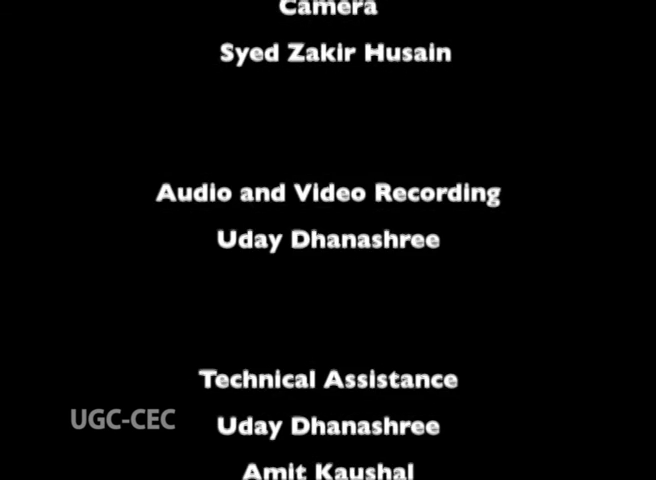 Camera
Syed Zakir Husain
Audio and Video Recording
Uday Dhanashree
Technical Assistance
UGC-CEC
Uday Dhanashree
Amit Kaushal